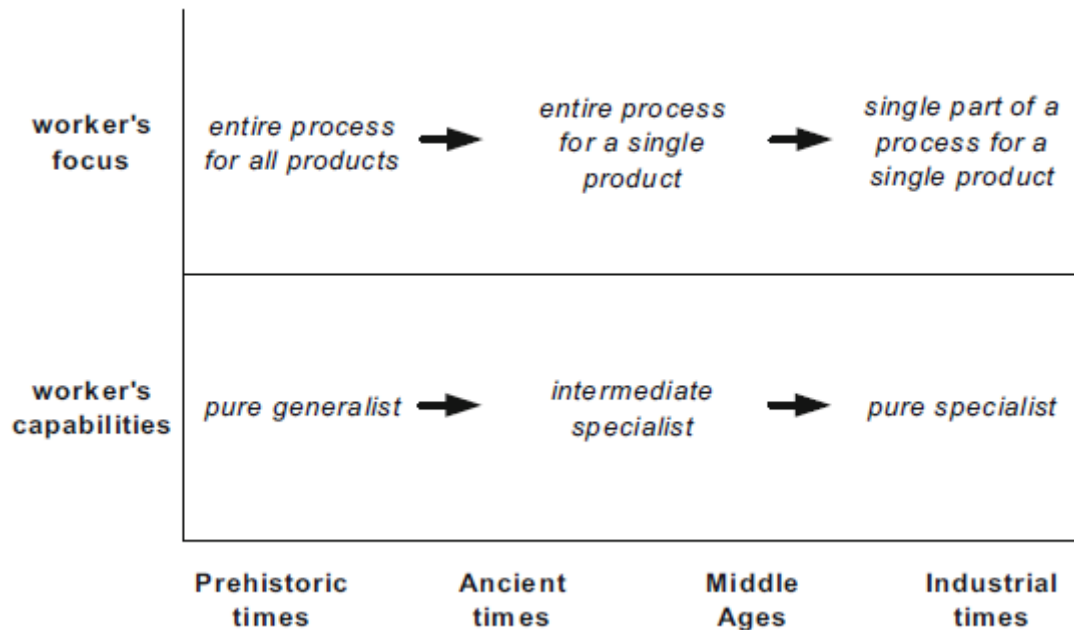 worker's
focus
entire process
for all products
entire process
for a single
product
single part of a
process for a
single product
worker's
capabilities
pure generalist
intermediate
specialist
pure specialist
Prehistoric
times
Ancient
times
Middle
Ages
Industrial
times